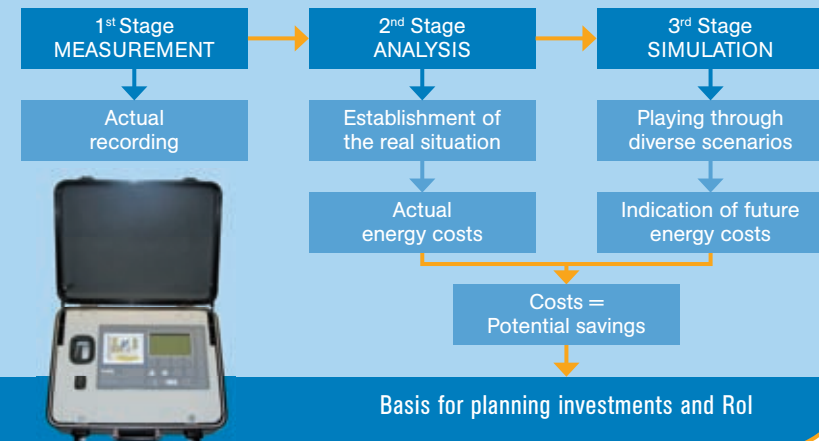 1st Stage
MEASUREMENT
2nd Stage
ANALYSIS
3rd Stage
SIMULATION
Actual
recording
Establishment of
the real situation
Playing through
diverse scenarios
Actual
energy costs
Indication of future
energy costs
Costs =
Potential savings
Basis for planning investments and RoI